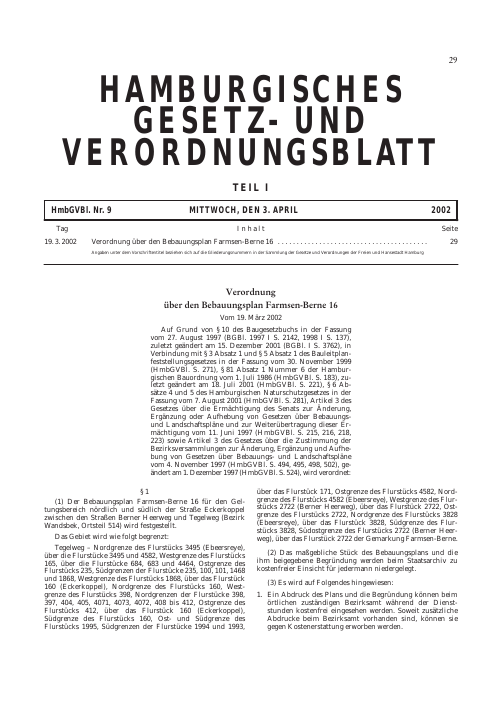 29
HAMBURGISCHES
GESETZ- UND
VERORDNUNGSBLATT
TEIL I
HmbGVBl. Nr. 9 MITTWOCH, DEN 3. APRIL 2002
Tag Inhalt Seite
19. 3. 2002 Verordnung über den Bebauungsplan Farmsen-Berne 16 . . . . . . . . . . . . . . . . . . . . . . . . . . . . . . . . . . . . . . . . 29
Angaben unter dem Vorschriftentitel beziehen sich auf die Gliederungsnummern in der Sammlung der Gesetze und Verordnungen der Freien und Hansestadt Hamburg
Verordnung
über den Bebauungsplan Farmsen-Berne 16
Vom 19. März 2002
Auf Grund von § 10 des Baugesetzbuchs in der Fassung
vom 27. August 1997 (BGBl. 1997 I S. 2142, 1998 I S. 137),
zuletzt geändert am 15. Dezember 2001 (BGBl. I S. 3762), in
Verbindung mit § 3 Absatz 1 und § 5 Absatz 1 des Bauleitplan-
feststellungsgesetzes in der Fassung vom 30. November 1999
(HmbGVBl. S. 271), § 81 Absatz 1 Nummer 6 der Hambur-
gischen Bauordnung vom 1. Juli 1986 (HmbGVBl. S. 183), zu-
letzt geändert am 18. Juli 2001 (HmbGVBl. S. 221), § 6 Ab-
sätze 4 und 5 des Hamburgischen Naturschutzgesetzes in der
Fassung vom 7. August 2001 (HmbGVBl. S. 281), Artikel 3 des
Gesetzes über die Ermächtigung des Senats zur Änderung,
Ergänzung oder Aufhebung von Gesetzen über Bebauungs-
und Landschaftspläne und zur Weiterübertragung dieser Er-
mächtigung vom 11. Juni 1997 (HmbGVBl. S. 215, 216, 218,
223) sowie Artikel 3 des Gesetzes über die Zustimmung der
Bezirksversammlungen zur Änderung, Ergänzung und Aufhe-
bung von Gesetzen über Bebauungs- und Landschaftspläne
vom 4. November 1997 (HmbGVBl. S. 494, 495, 498, 502), ge-
ändert am 1. Dezember 1997 (HmbGVBl. S. 524), wird verordnet:
§ 1
(1) Der Bebauungsplan Farmsen-Berne 16 für den Gel-
tungsbereich nördlich und südlich der Straße Eckerkoppel
zwischen den Straßen Berner Heerweg und Tegelweg (Bezirk
Wandsbek, Ortsteil 514) wird festgestellt.
Das Gebiet wird wie folgt begrenzt:
Tegelweg – Nordgrenze des Flurstücks 3495 (Ebeersreye),
über die Flurstücke 3495 und 4582, Westgrenze des Flurstücks
165, über die Flurstücke 684, 683 und 4464, Ostgrenze des
Flurstücks 235, Südgrenzen der Flurstücke 235, 100, 101, 1468
und 1868, Westgrenze des Flurstücks 1868, über das Flurstück
160 (Eckerkoppel), Nordgrenze des Flurstücks 160, West-
grenze des Flurstücks 398, Nordgrenzen der Flurstücke 398,
397, 404, 405, 4071, 4073, 4072, 408 bis 412, Ostgrenze des
Flurstücks 412, über das Flurstück 160 (Eckerkoppel),
Südgrenze des Flurstücks 160, Ost- und Südgrenze des
Flurstücks 1995, Südgrenzen der Flurstücke 1994 und 1993,
über das Flurstück 171, Ostgrenze des Flurstücks 4582, Nord-
grenze des Flurstücks 4582 (Ebeersreye), Westgrenze des Flur-
stücks 2722 (Berner Heerweg), über das Flurstück 2722, Ost-
grenze des Flurstücks 2722, Nordgrenze des Flurstücks 3828
(Ebeersreye), über das Flurstück 3828, Südgrenze des Flur-
stücks 3828, Südostgrenze des Flurstücks 2722 (Berner Heer-
weg), über das Flurstück 2722 der Gemarkung Farmsen-Berne.
(2) Das maßgebliche Stück des Bebauungsplans und die
ihm beigegebene Begründung werden beim Staatsarchiv zu
kostenfreier Einsicht für jedermann niedergelegt.
(3) Es wird auf Folgendes hingewiesen:
1. Ein Abdruck des Plans und die Begründung können beim
örtlichen zuständigen Bezirksamt während der Dienst-
stunden kostenfrei eingesehen werden. Soweit zusätzliche
Abdrucke beim Bezirksamt vorhanden sind, können sie
gegen Kostenerstattung erworben werden.